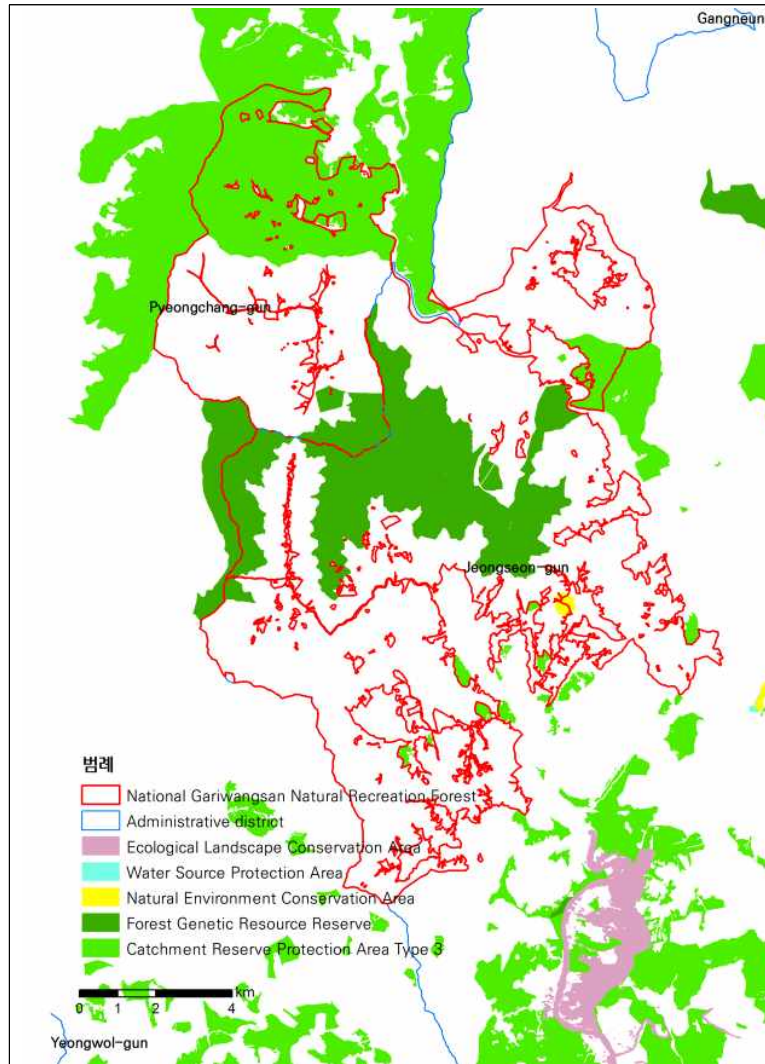 Gangneun
Pyeongchang-gun
Jeongseon-gun
범례
National Gariwangsan Natural Recreation Forest
Administrative district
Ecological Landscape Conservation Area
Water Source Protection Area
Natural Environment Conservation Area
Forest Genetic Resource Reserve
Catchment Reserve Protection Area Type 3
km
0 1 2 4
Yeongwol-gun